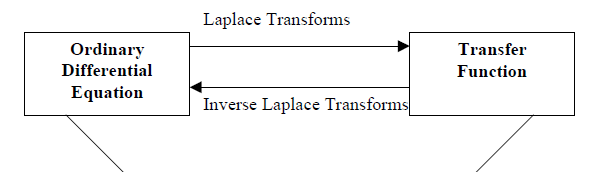 Laplace Transforms
Ordinary
Differential
Equation
Transfer
Function
Inverse Laplace Transforms